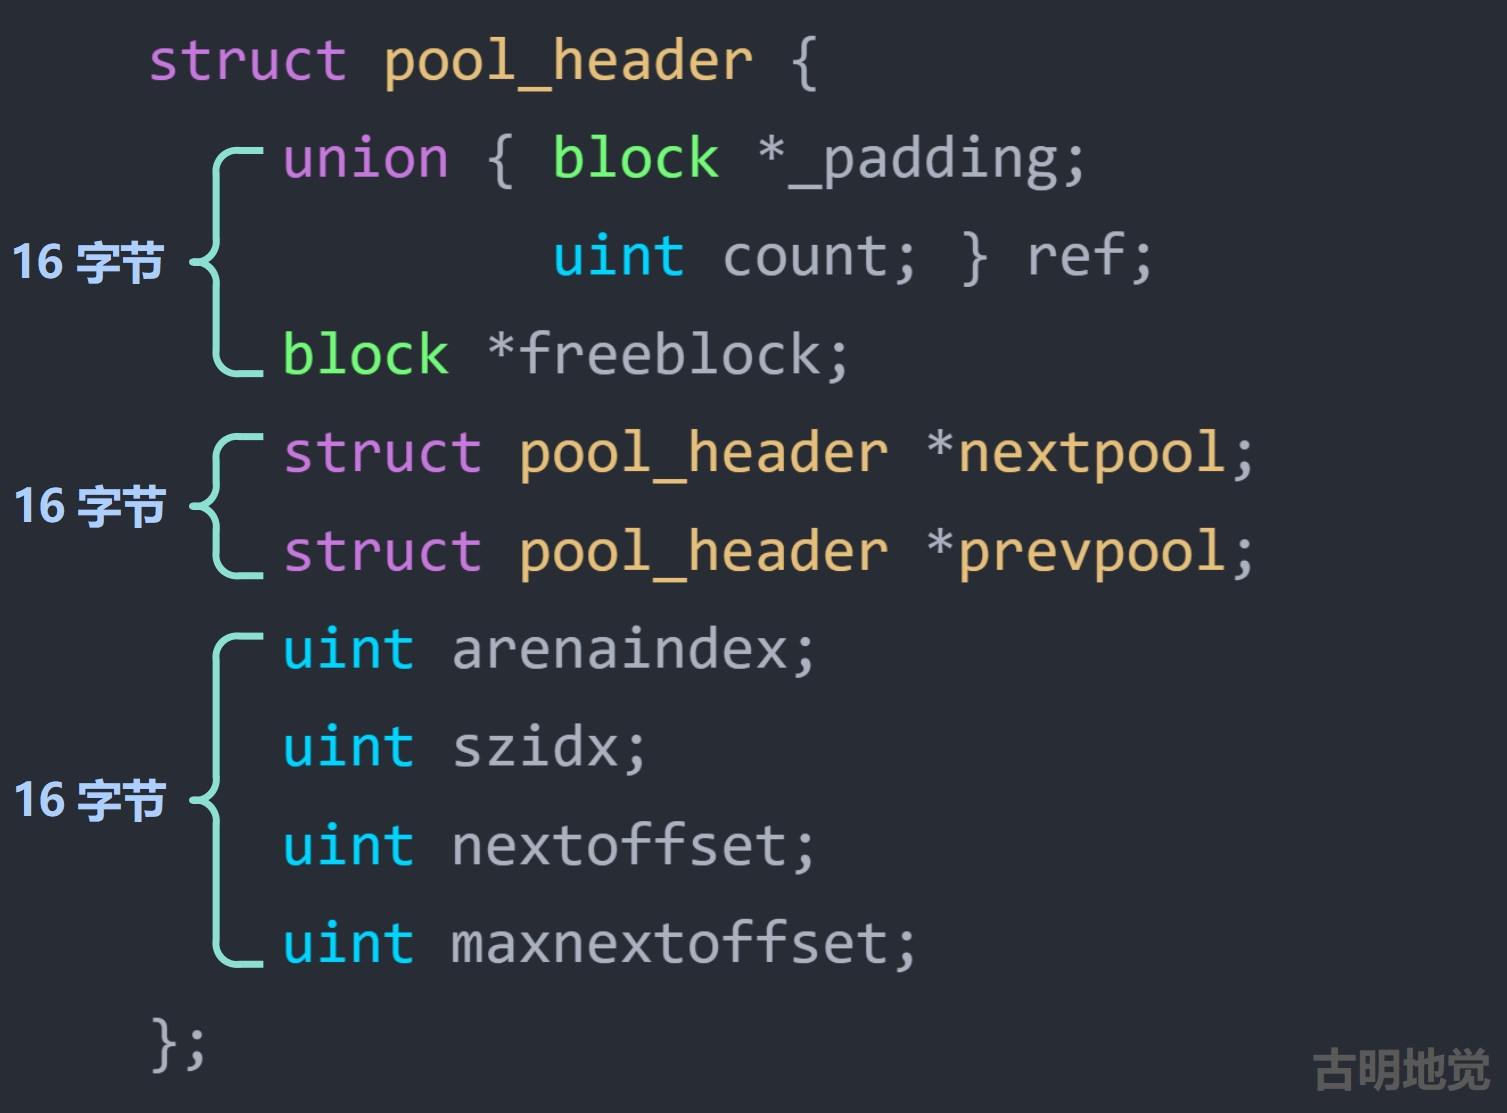 struct pool_header {
union { block *_padding;
16 字节
uint count; } ref;
block *freeblock;
struct pool_header *nextpool;
16 字节
struct pool_header *prevpool;
uint arenaindex;
uint szidx;
16 字节
uint nextoffset;
uint maxnextoffset;
};
古明地觉